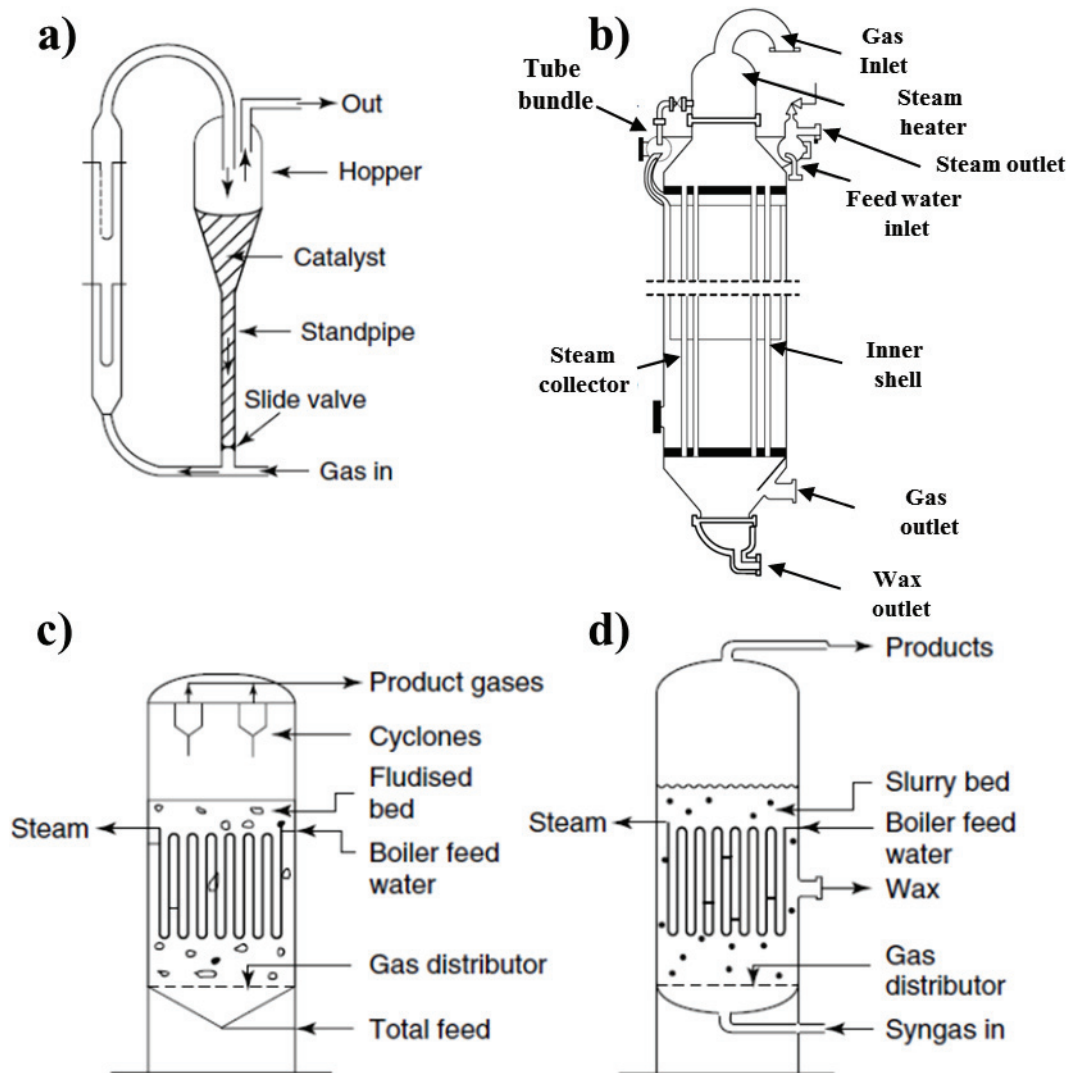 a)
Out
Hopper
Catalyst
Standpipe
Slide valve
Gas in
b)
Gas
Inlet
Tube
bundle
Steam
heater
Steam outlet
Feed water
inlet
Steam
collector
Inner
shell
Gas
outlet
Wax
outlet
c)
Product gases
Cyclones
Fludised
bed
Steam
Boiler feed
water
Gas distributor
Total feed
d)
Products
Slurry bed
Steam
Boiler feed
water
Wax
Gas
distributor
Syngas in